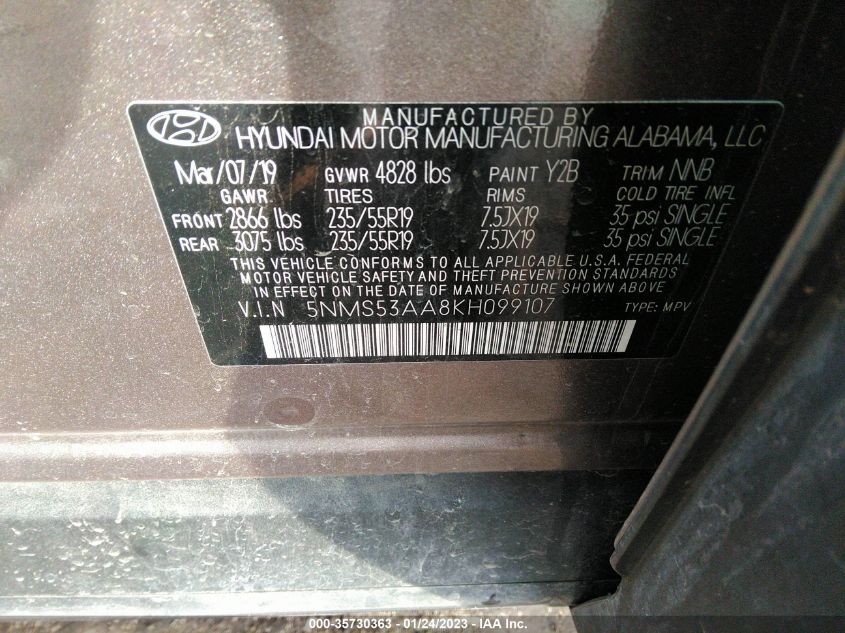 MANUFACTURED BY
HYUNDAI MOTOR MANUFACTURING ALABAMA, LLC
Mar/07/19 GVWR 4828 lbs PAINT Y2B TRIM NNB
GAWR TIRES RIMS COLD TIRE INFL
FRONT 2866 lbs 235/55R19 7.5JX19 35 psi SINGLE
REAR 3075 lbs 235/55R19 7.5JX19 35 psi SINGLE
THIS VEHICLE CONFORMS TO ALL APPLICABLE U.S.A. FEDERAL
MOTOR VEHICLE SAFETY AND THEFT PREVENTION STANDARDS
IN EFFECT ON THE DATE OF MANUFACTURE SHOWN ABOVE
V.I.N 5NMS53AA8KH099107 TYPE: MPV
000-35730363 - 01/24/2023 - IAA Inc.